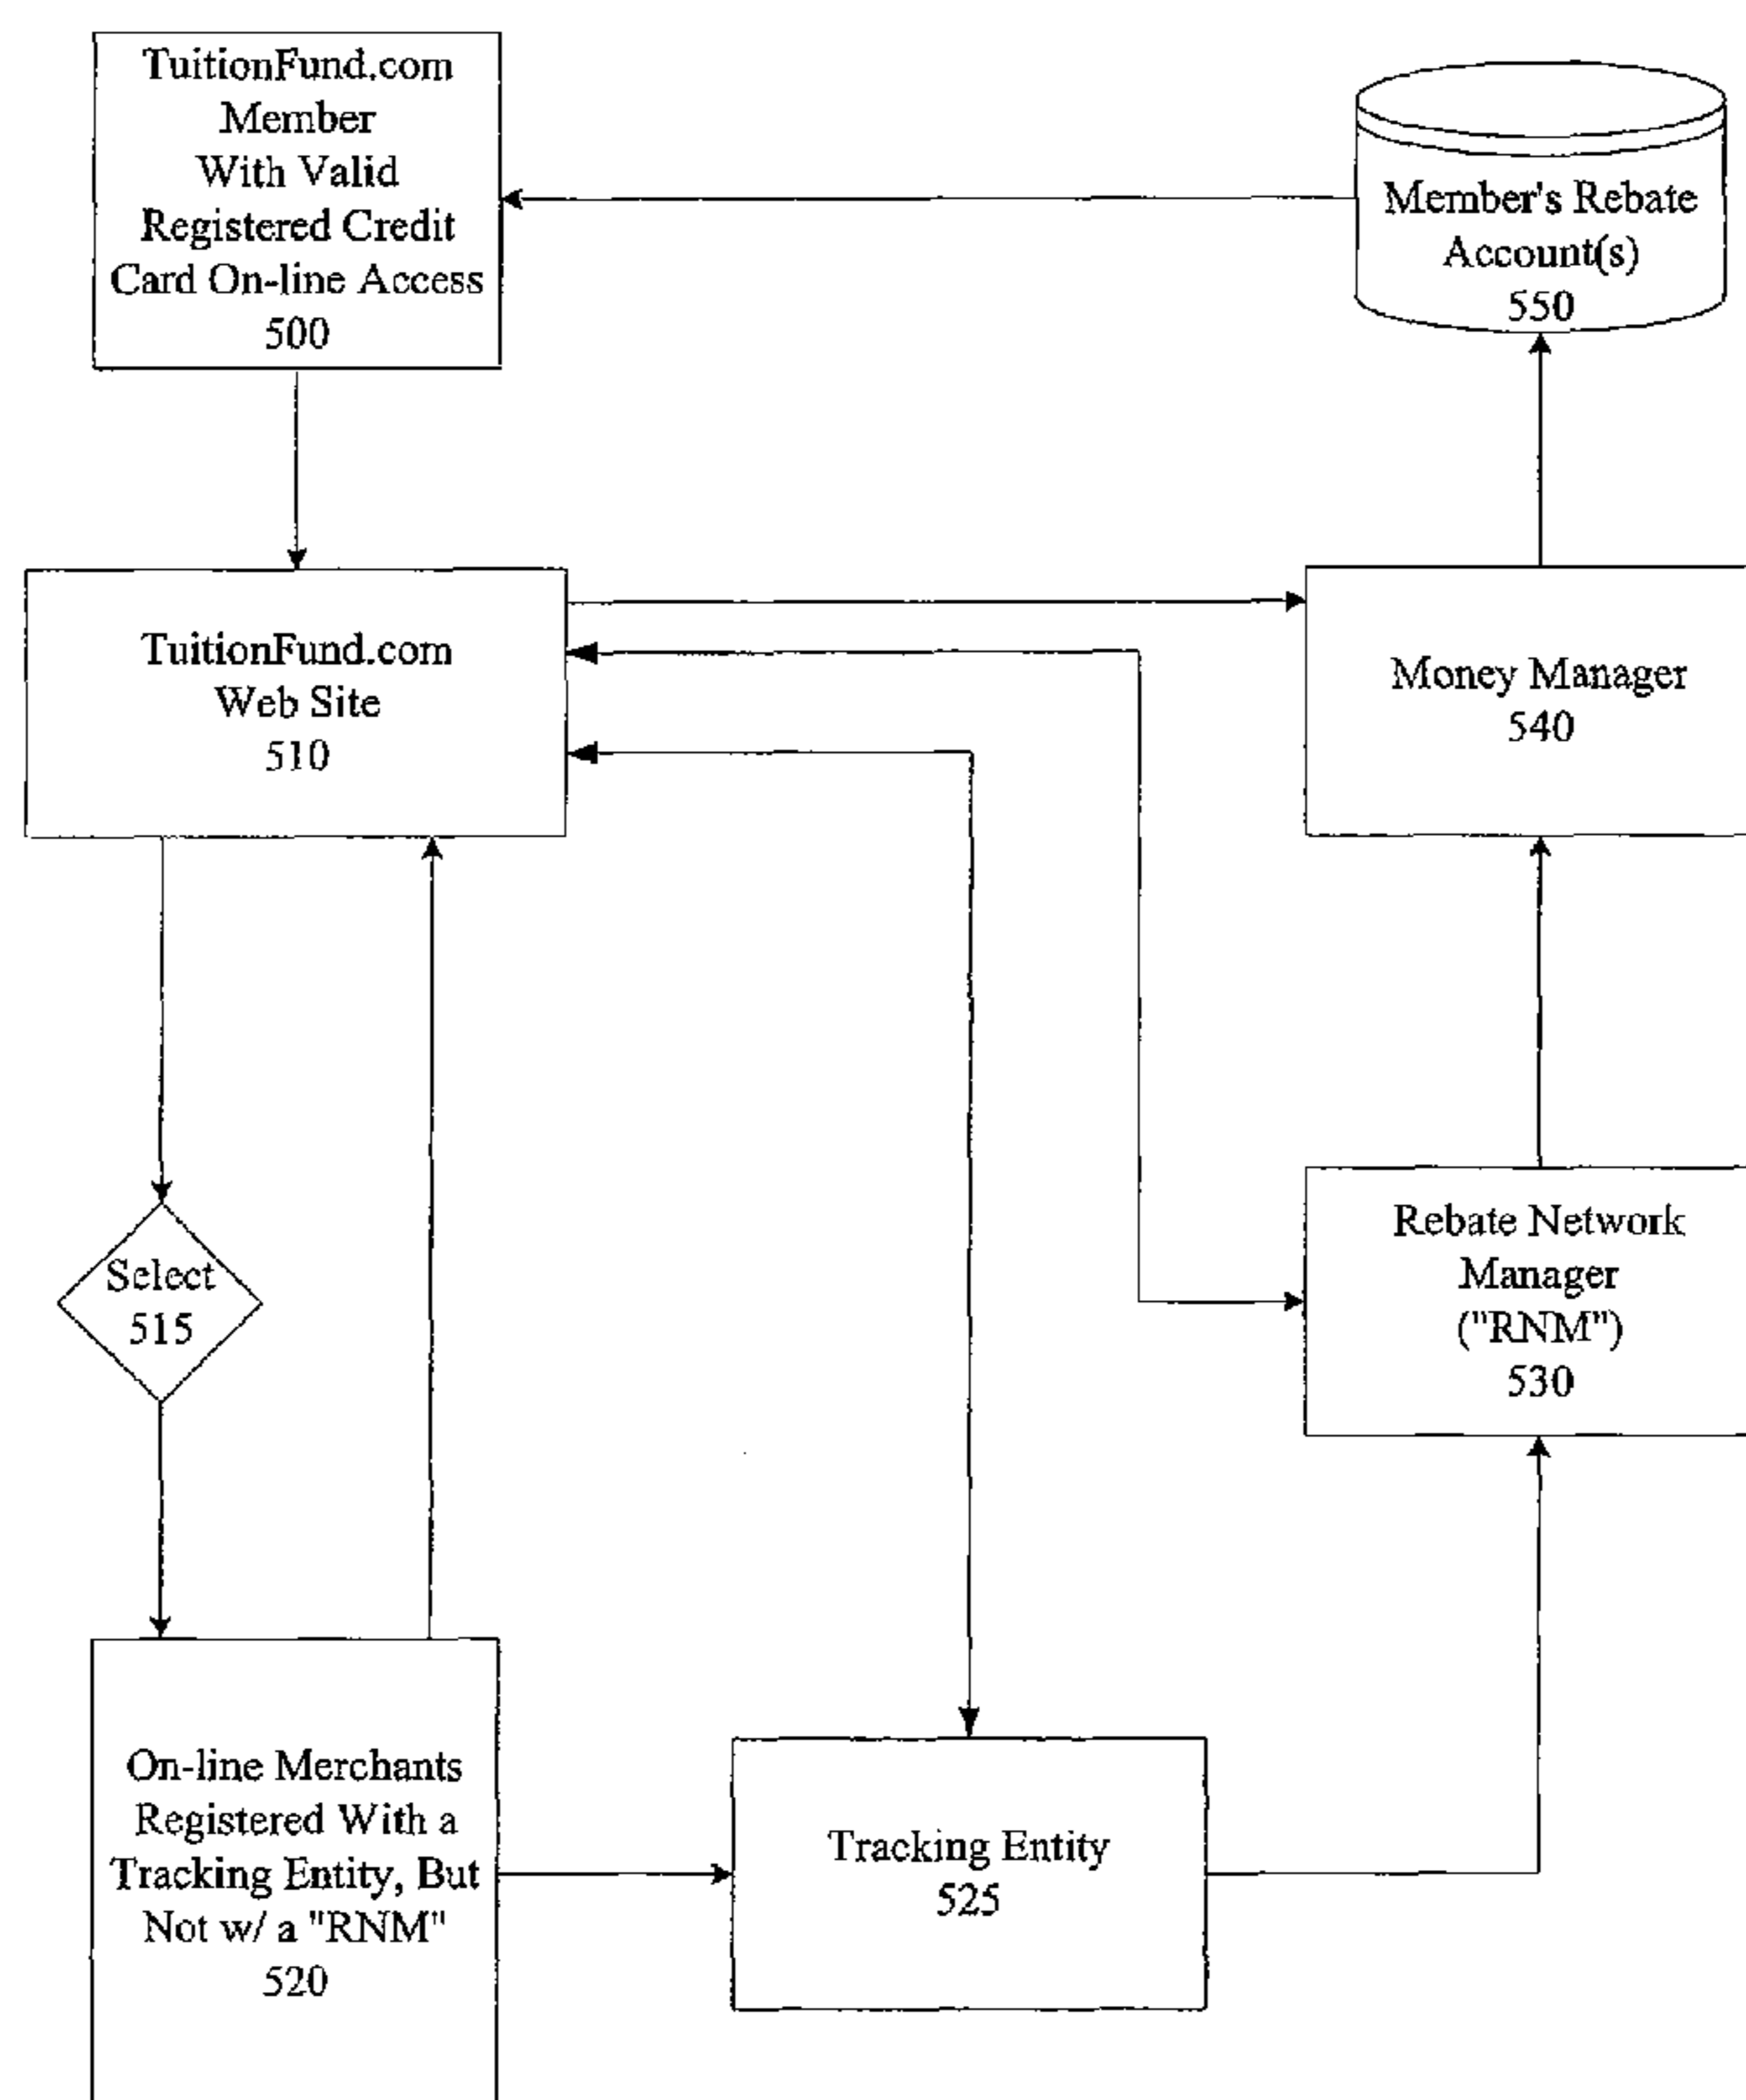 TuitionFund.com
Member
With Valid
Registered Credit
Card On-line Access
500
Member's Rebate
Account(s)
550
TuitionFund.com
Web Site
510
Money Manager
540
Select
515
Rebate Network
Manager
("RNM")
530
On-line Merchants
Registered With a
Tracking Entity, But
Not w/ a "RNM"
520
Tracking Entity
525